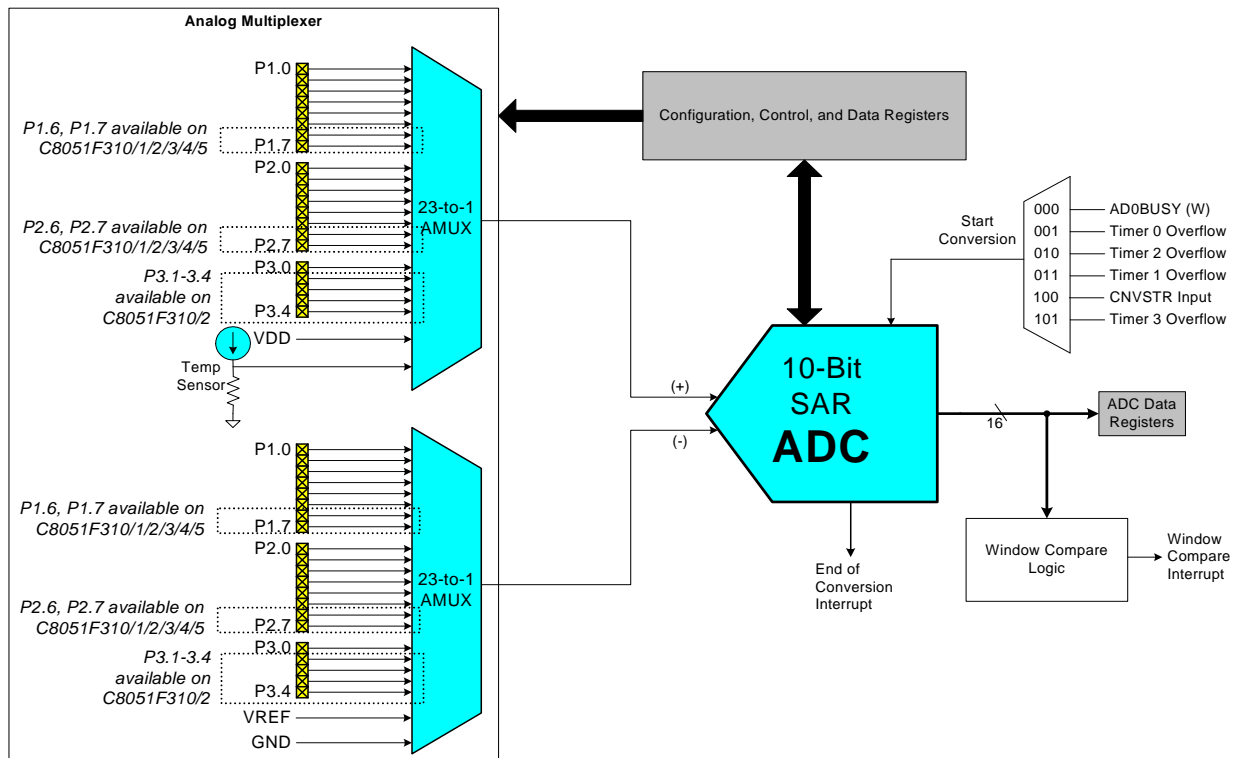 Analog Multiplexer
P1.0
P1.6, P1.7 available on
C8051F310/1/2/3/4/5
P1.7
P2.0
P2.6, P2.7 available on
C8051F310/1/2/3/4/5
P2.7
P3.0
P3.1-3.4
available on
C8051F310/2
P3.4
VDD
Temp
Sensor
23-to-1
AMUX
P1.0
P1.6, P1.7 available on
C8051F310/1/2/3/4/5
P1.7
P2.0
P2.6, P2.7 available on
C8051F310/1/2/3/4/5
P2.7
P3.0
P3.1-3.4
available on
C8051F310/2
P3.4
VREF
GND
23-to-1
AMUX
Configuration, Control, and Data Registers
Start
Conversion
000 AD0BUSY (W)
001 Timer 0 Overflow
010 Timer 2 Overflow
011 Timer 1 Overflow
100 CNVSTR Input
101 Timer 3 Overflow
(+)
(-)
10-Bit
SAR
ADC
16
ADC Data
Registers
End of
Conversion
Interrupt
Window Compare
Logic
Window
Compare
Interrupt